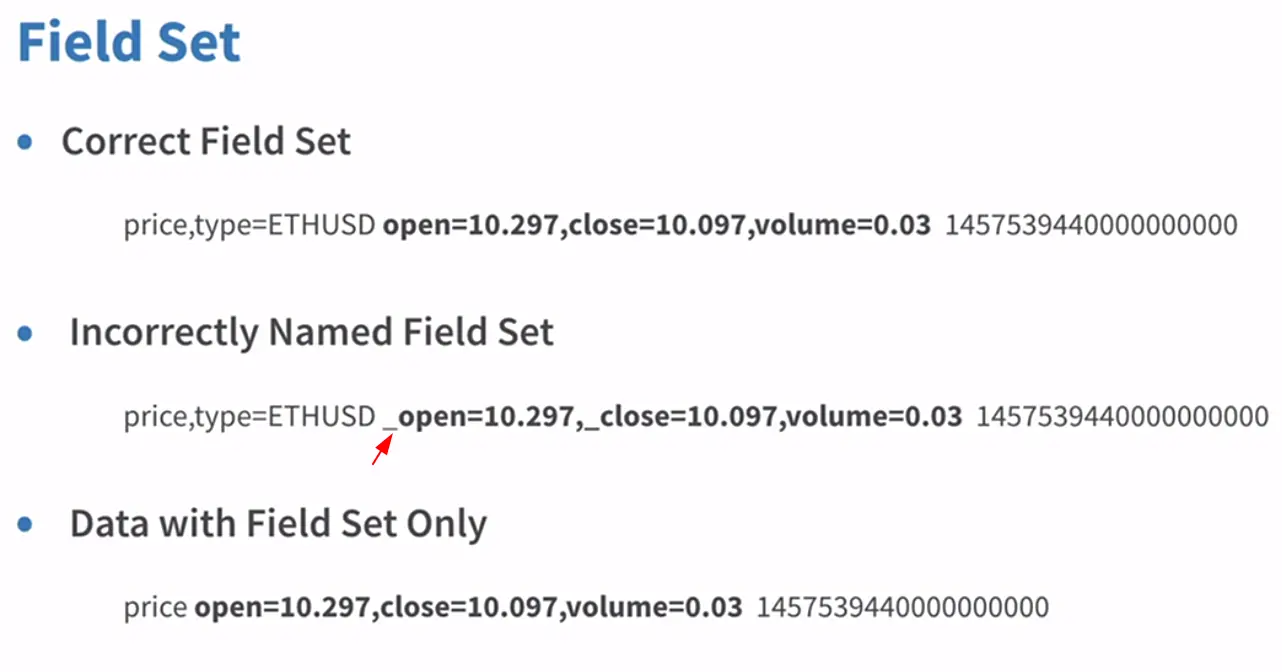 Field Set
• Correct Field Set
price,type=ETHUSD open=10.297,close=10.097,volume=0.03 1457539440000000000
• Incorrectly Named Field Set
price,type=ETHUSD _open=10.297,_close=10.097,volume=0.03 1457539440000000000
• Data with Field Set Only
price open=10.297,close=10.097,volume=0.03 1457539440000000000